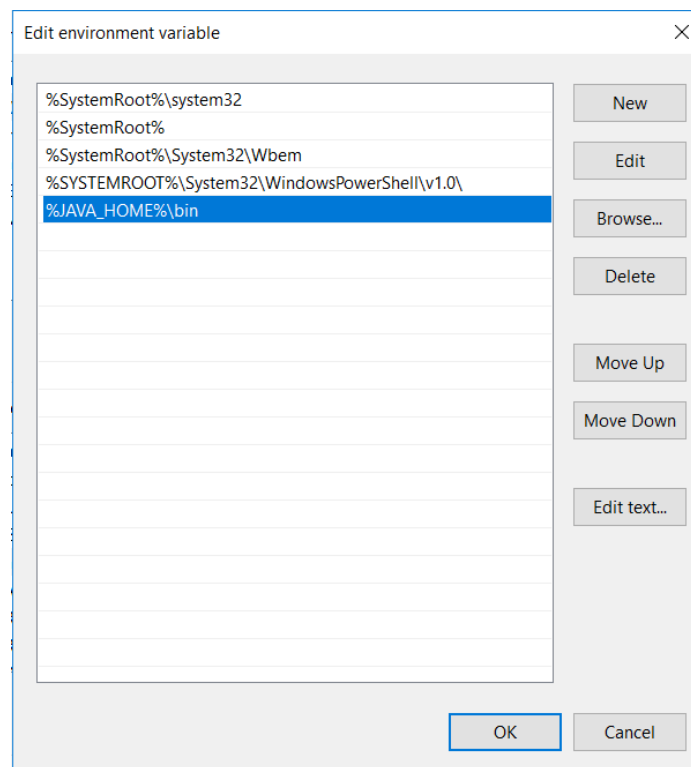 Edit environment variable
%SystemRoot%\system32
%SystemRoot%
%SystemRoot%\System32\Wbem
%SYSTEMROOT%\System32\WindowsPowerShell\v1.0\
%JAVA_HOME%\bin
New
Edit
Browse...
Delete
Move Up
Move Down
Edit text...
OK
Cancel